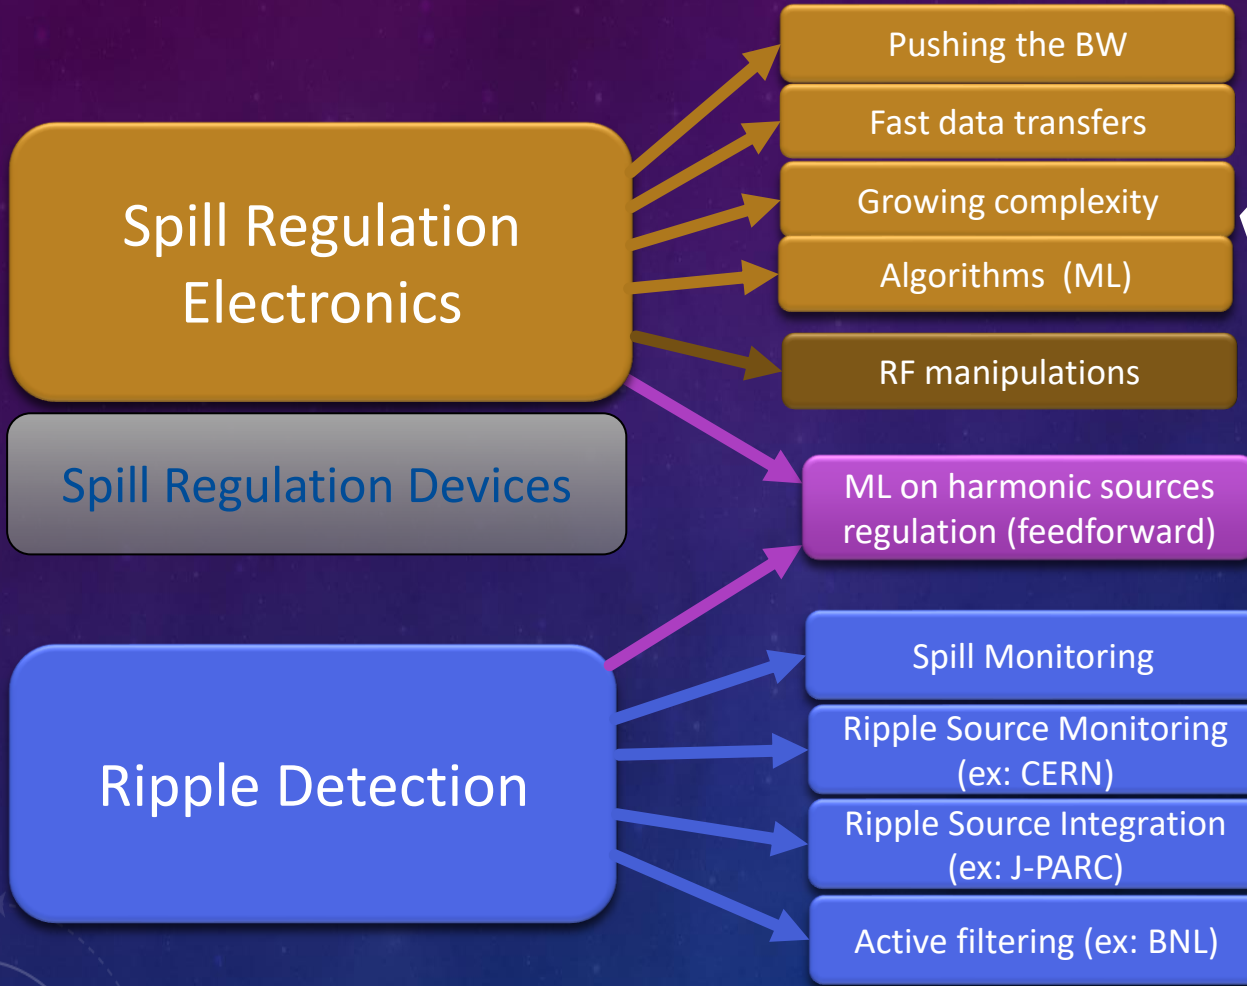 Spill Regulation
Electronics
Pushing the BW
Fast data transfers
Growing complexity
Algorithms  (ML)
RF manipulations
Spill Regulation Devices
ML on harmonic sources
regulation (feedforward)
Ripple Detection
Spill Monitoring
Ripple Source Monitoring
(ex: CERN)
Ripple Source Integration
(ex: J-PARC)
Active filtering (ex: BNL)